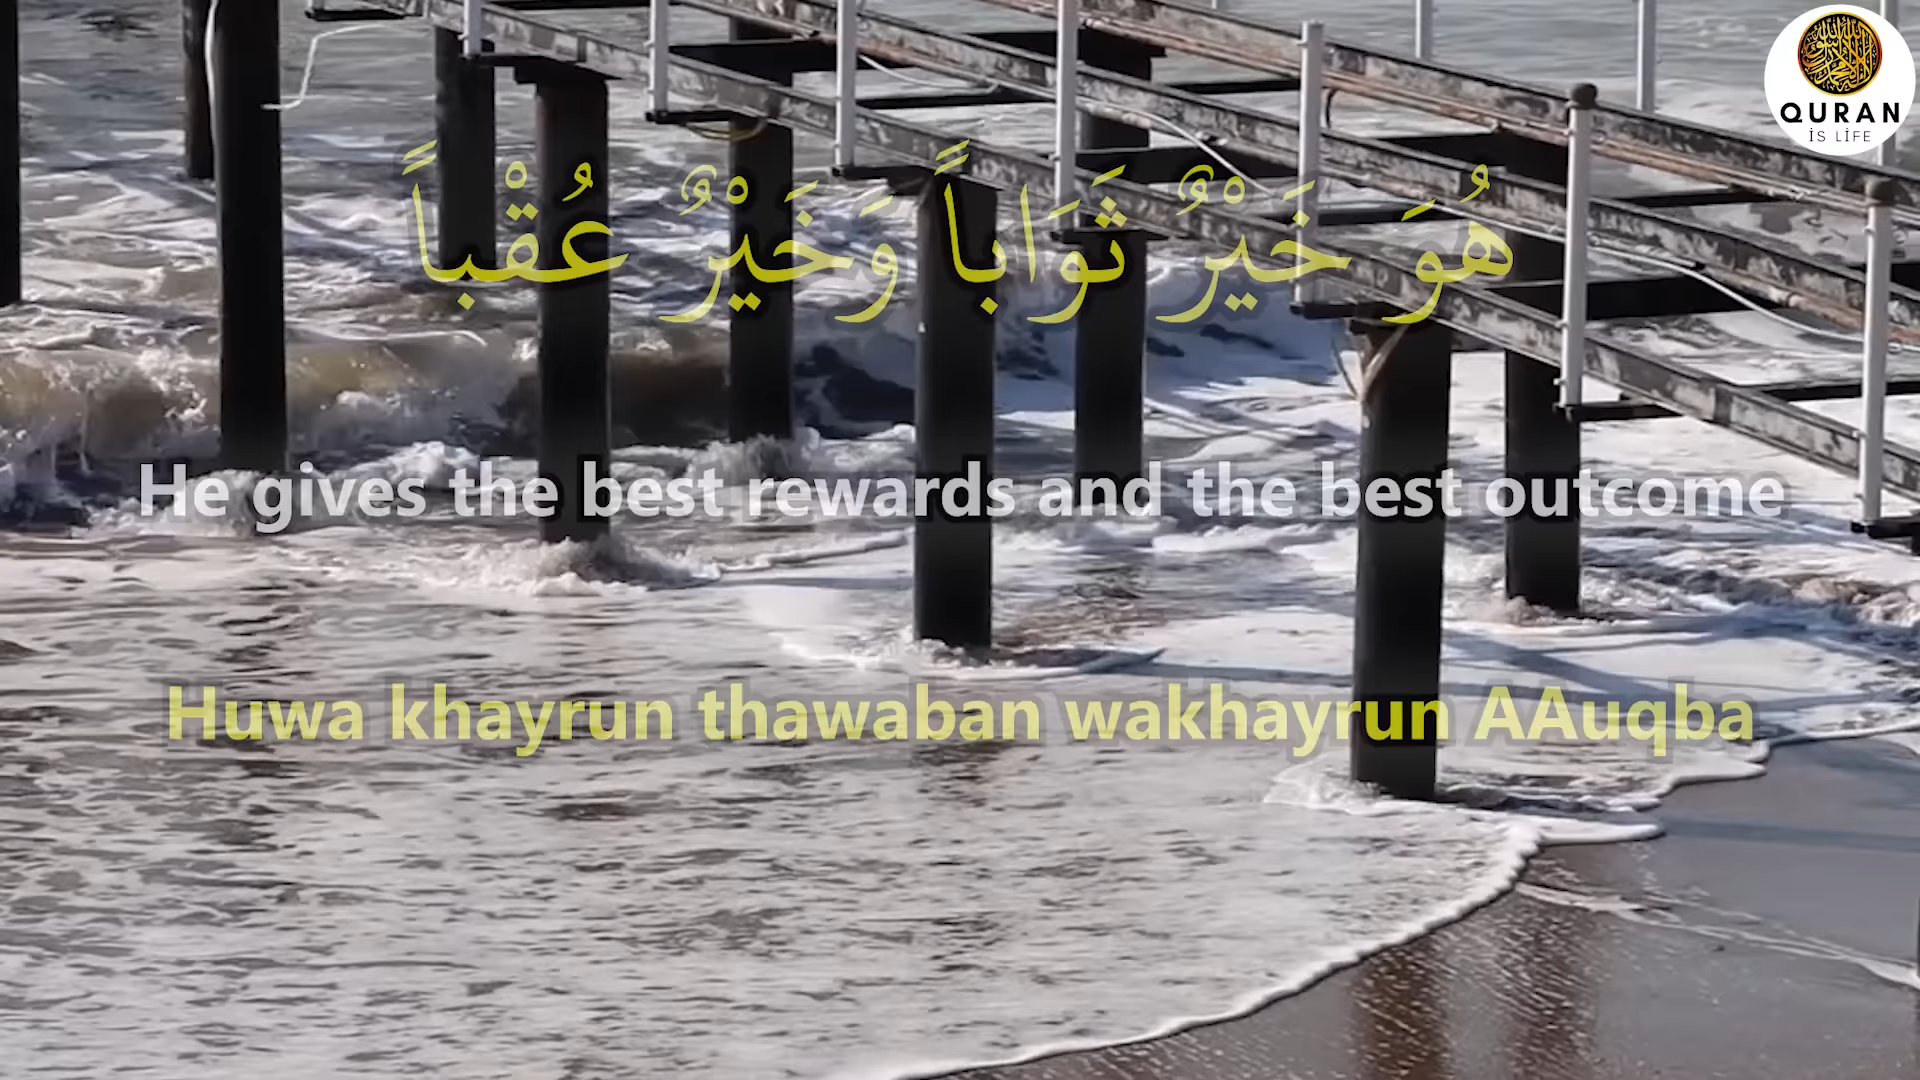 QURAN
İS LİFE
هُوَ خَيْرٌ ثَوَاباً وَخَيْرٌ عُقْباً
He gives the best rewards and the best outcome
Huwa khayrun thawaban wakhayrun AAuqba